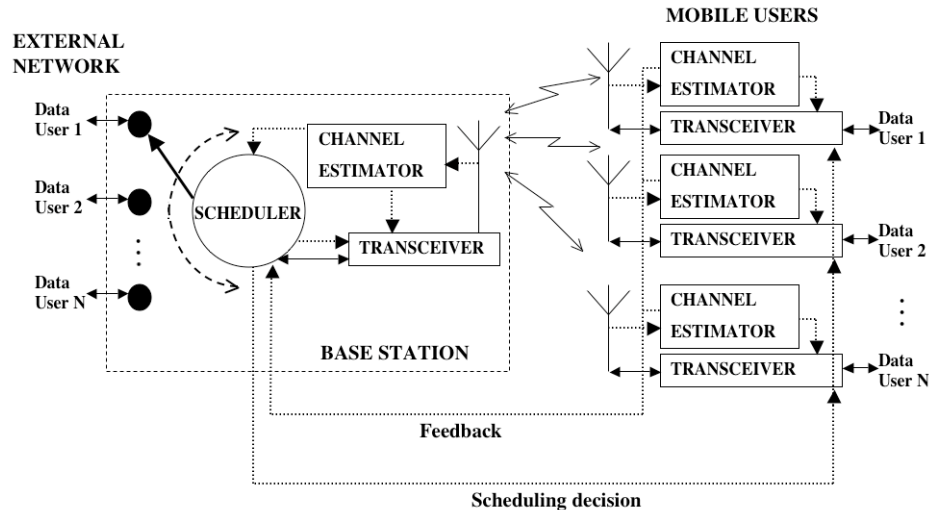 MOBILE USERS
EXTERNAL
NETWORK
Data
User 1
Data
User 2
Data
User N
SCHEDULER
CHANNEL
ESTIMATOR
TRANSCEIVER
BASE STATION
CHANNEL
ESTIMATOR
TRANSCEIVER
Data
User 1
CHANNEL
ESTIMATOR
TRANSCEIVER
Data
User 2
CHANNEL
ESTIMATOR
TRANSCEIVER
Data
User N
Feedback
Scheduling decision